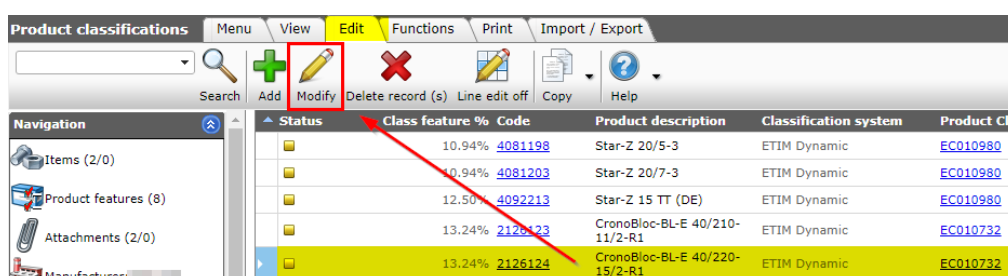 Product classifications Menu View Edit Functions Print Import / Export
Search Add Modify Delete record (s) Line edit off Copy Help
Navigation Status Class feature % Code Product description Classification system Product Cl
Items (2/0)
10.94% 4081198 Star-Z 20/5-3 ETIM Dynamic EC010980
10.94% 4081203 Star-Z 20/7-3 ETIM Dynamic EC010980
Product features (8)
12.50% 4092213 Star-Z 15 TT (DE) ETIM Dynamic EC010980
Attachments (2/0)
13.24% 2126123 CronoBloc-BL-E 40/210-
11/2-R1 ETIM Dynamic EC010732
13.24% 2126124 CronoBloc-BL-E 40/220-
15/2-R1 ETIM Dynamic EC010732